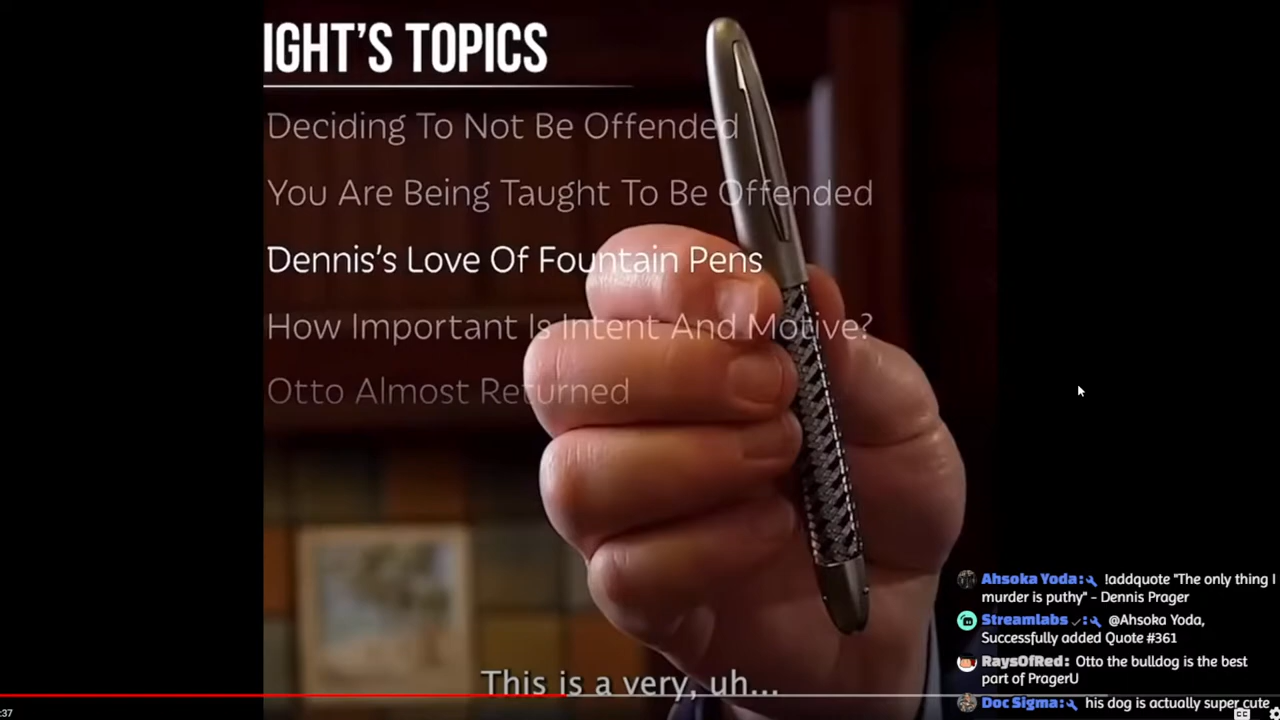 IGHT'S TOPICS
Deciding To Not Be Offended
You Are Being Taught To Be Offended
Dennis's Love Of Fountain Pens
How Important Is Intent And Motive?
Otto Almost Returned
This is a very, uh...
Ahsoka Yoda: !addquote "The only thing I
murder is puthy" - Dennis Prager
Streamlabs : @Ahsoka Yoda,
Successfully added Quote #361
RaysOfRed: Otto the bulldog is the best
part of PragerU
Doc Sigma: his dog is actually super cute
:37
CC